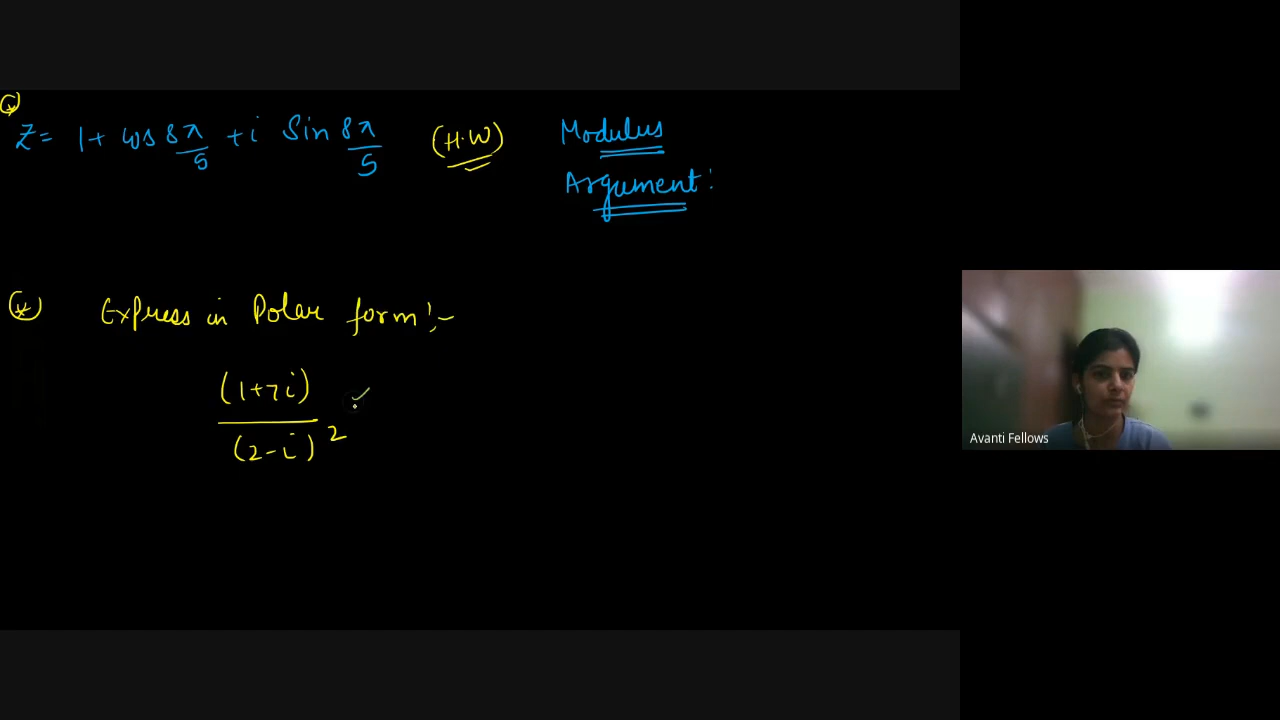 Z = 1 + cos 8π/5 + i sin 8π/5 (H.W) Modulus
Argument:
Express in Polar form:-
(1+7i)
(2-i)²
Avanti Fellows